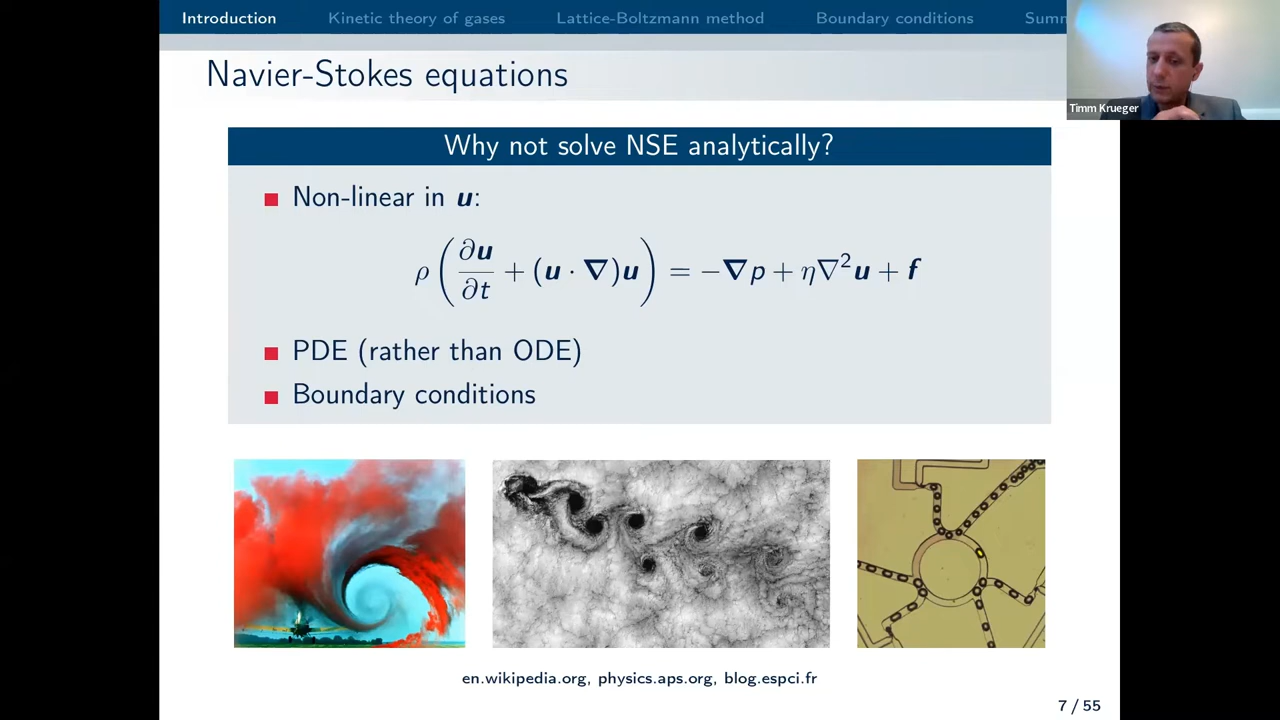 Introduction Kinetic theory of gases Lattice-Boltzmann method Boundary conditions Summ
Navier-Stokes equations
Timm Krueger
Why not solve NSE analytically?
Non-linear in u:
ρ(∂u/∂t + (u · ∇)u) = −∇p + η∇²u + f
PDE (rather than ODE)
Boundary conditions
en.wikipedia.org, physics.aps.org, blog.espci.fr
7 / 55